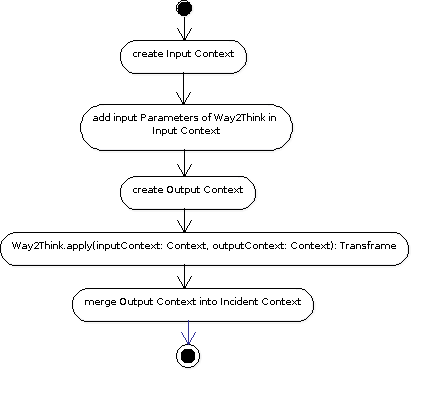 create Input Context
add input Parameters of Way2Think in
Input Context
create Output Context
Way2Think.apply(inputContext: Context, outputContext: Context): Transframe
merge Output Context into Incident Context